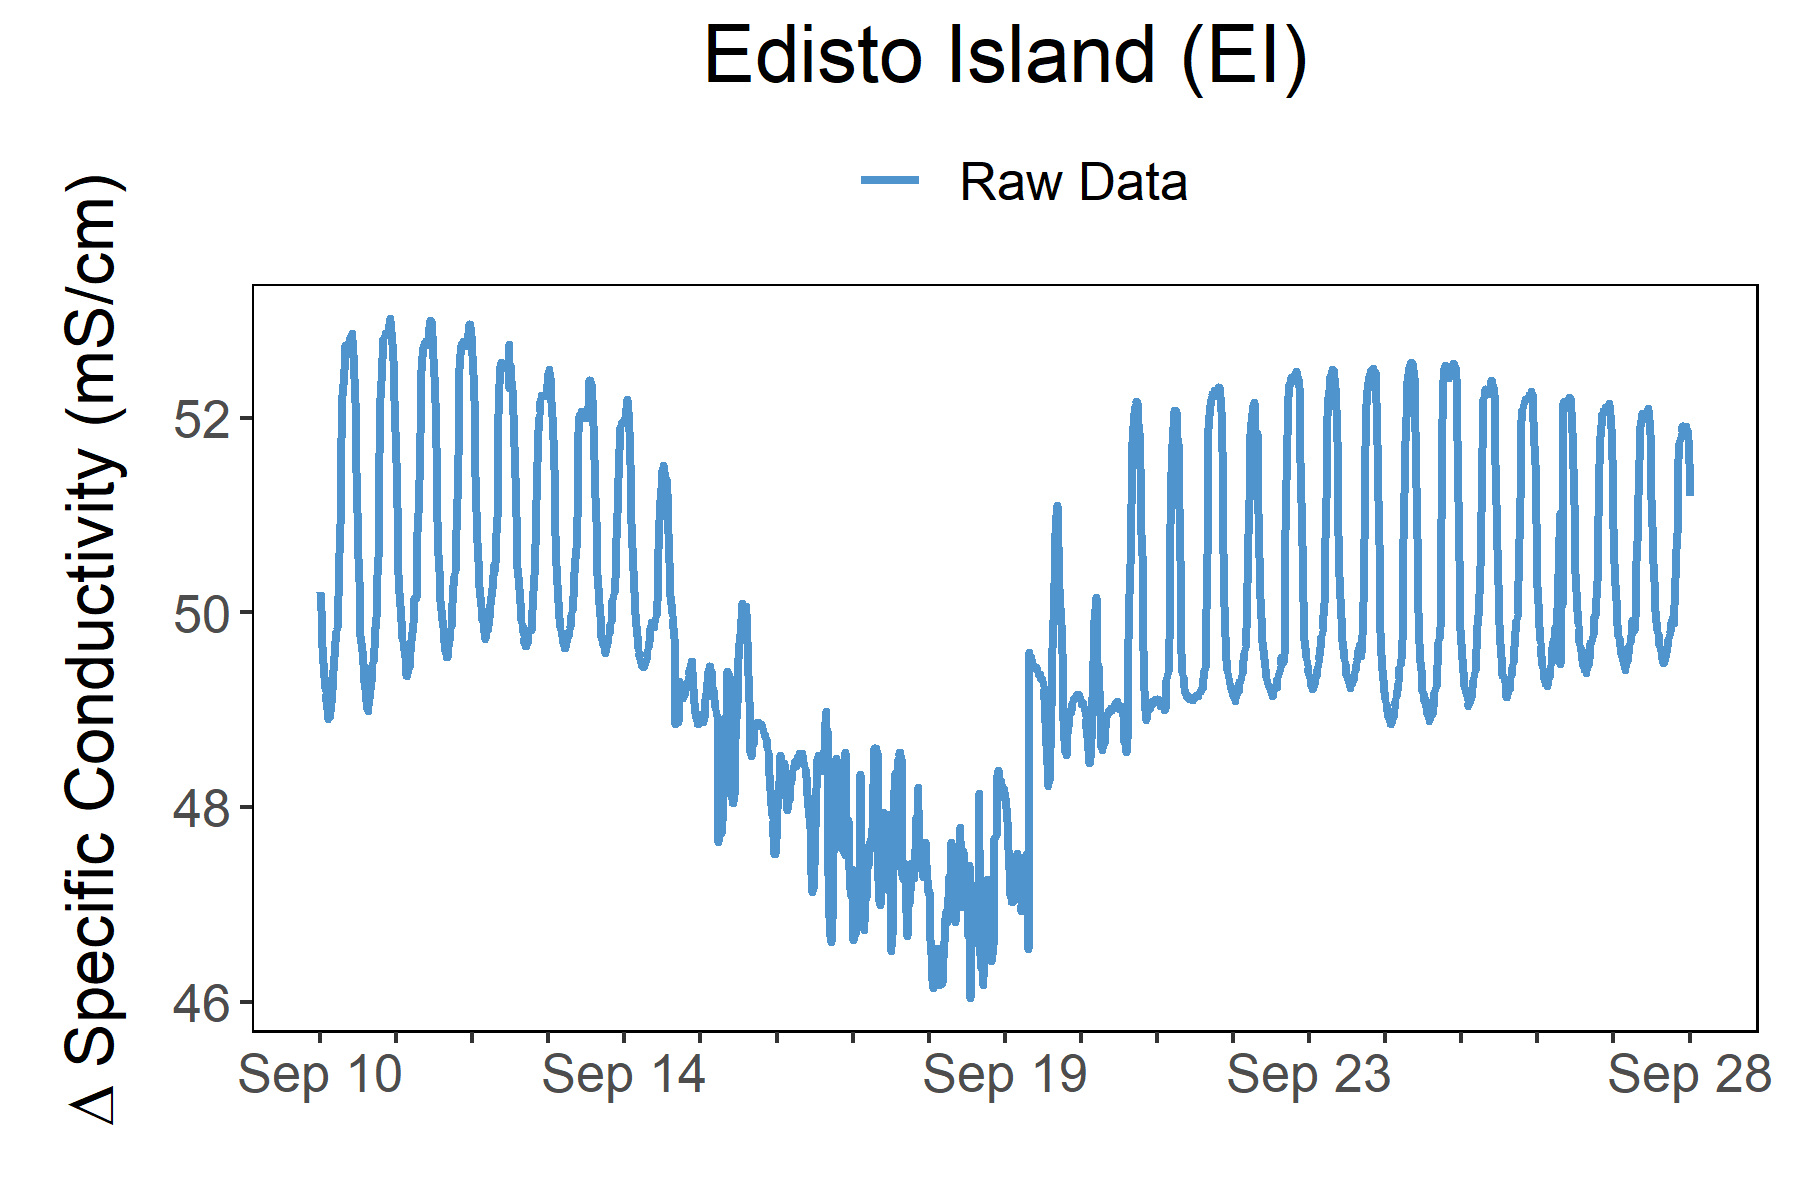 Edisto Island (EI)
Raw Data
Δ Specific Conductivity (mS/cm)
52
50
48
46
Sep 10 Sep 14 Sep 19 Sep 23 Sep 28